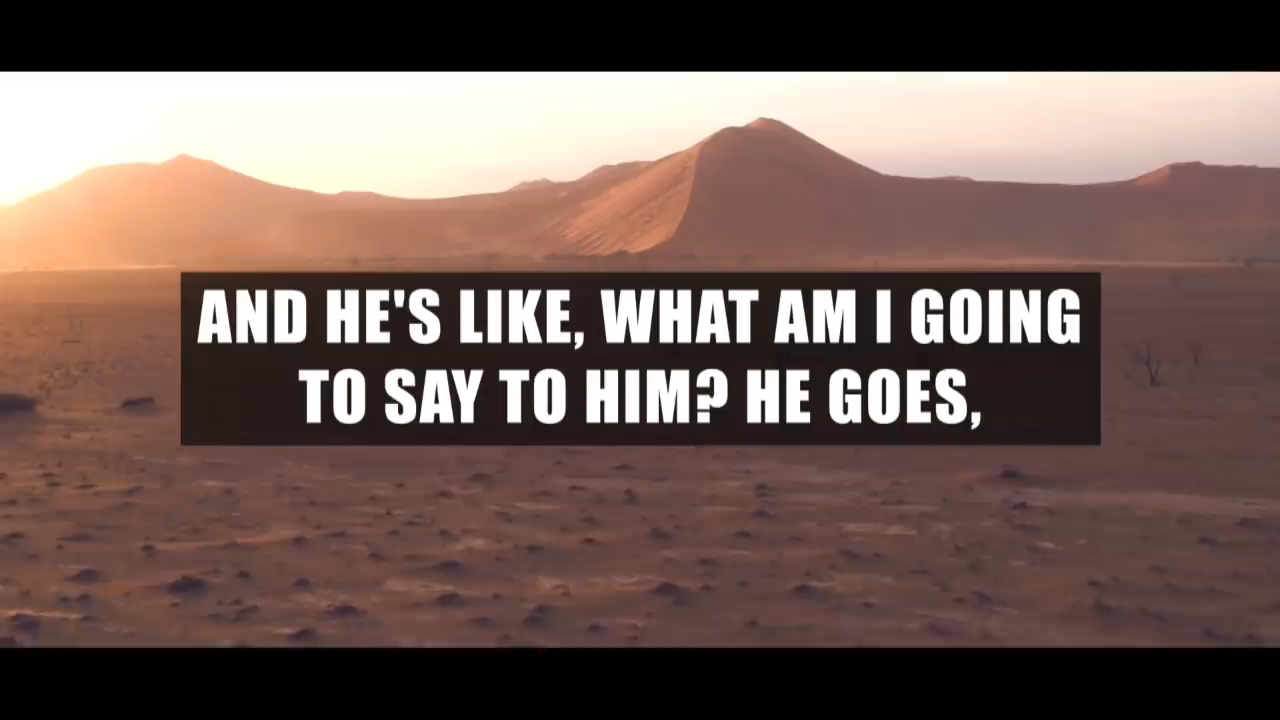 AND HE'S LIKE, WHAT AM I GOING
TO SAY TO HIM? HE GOES,